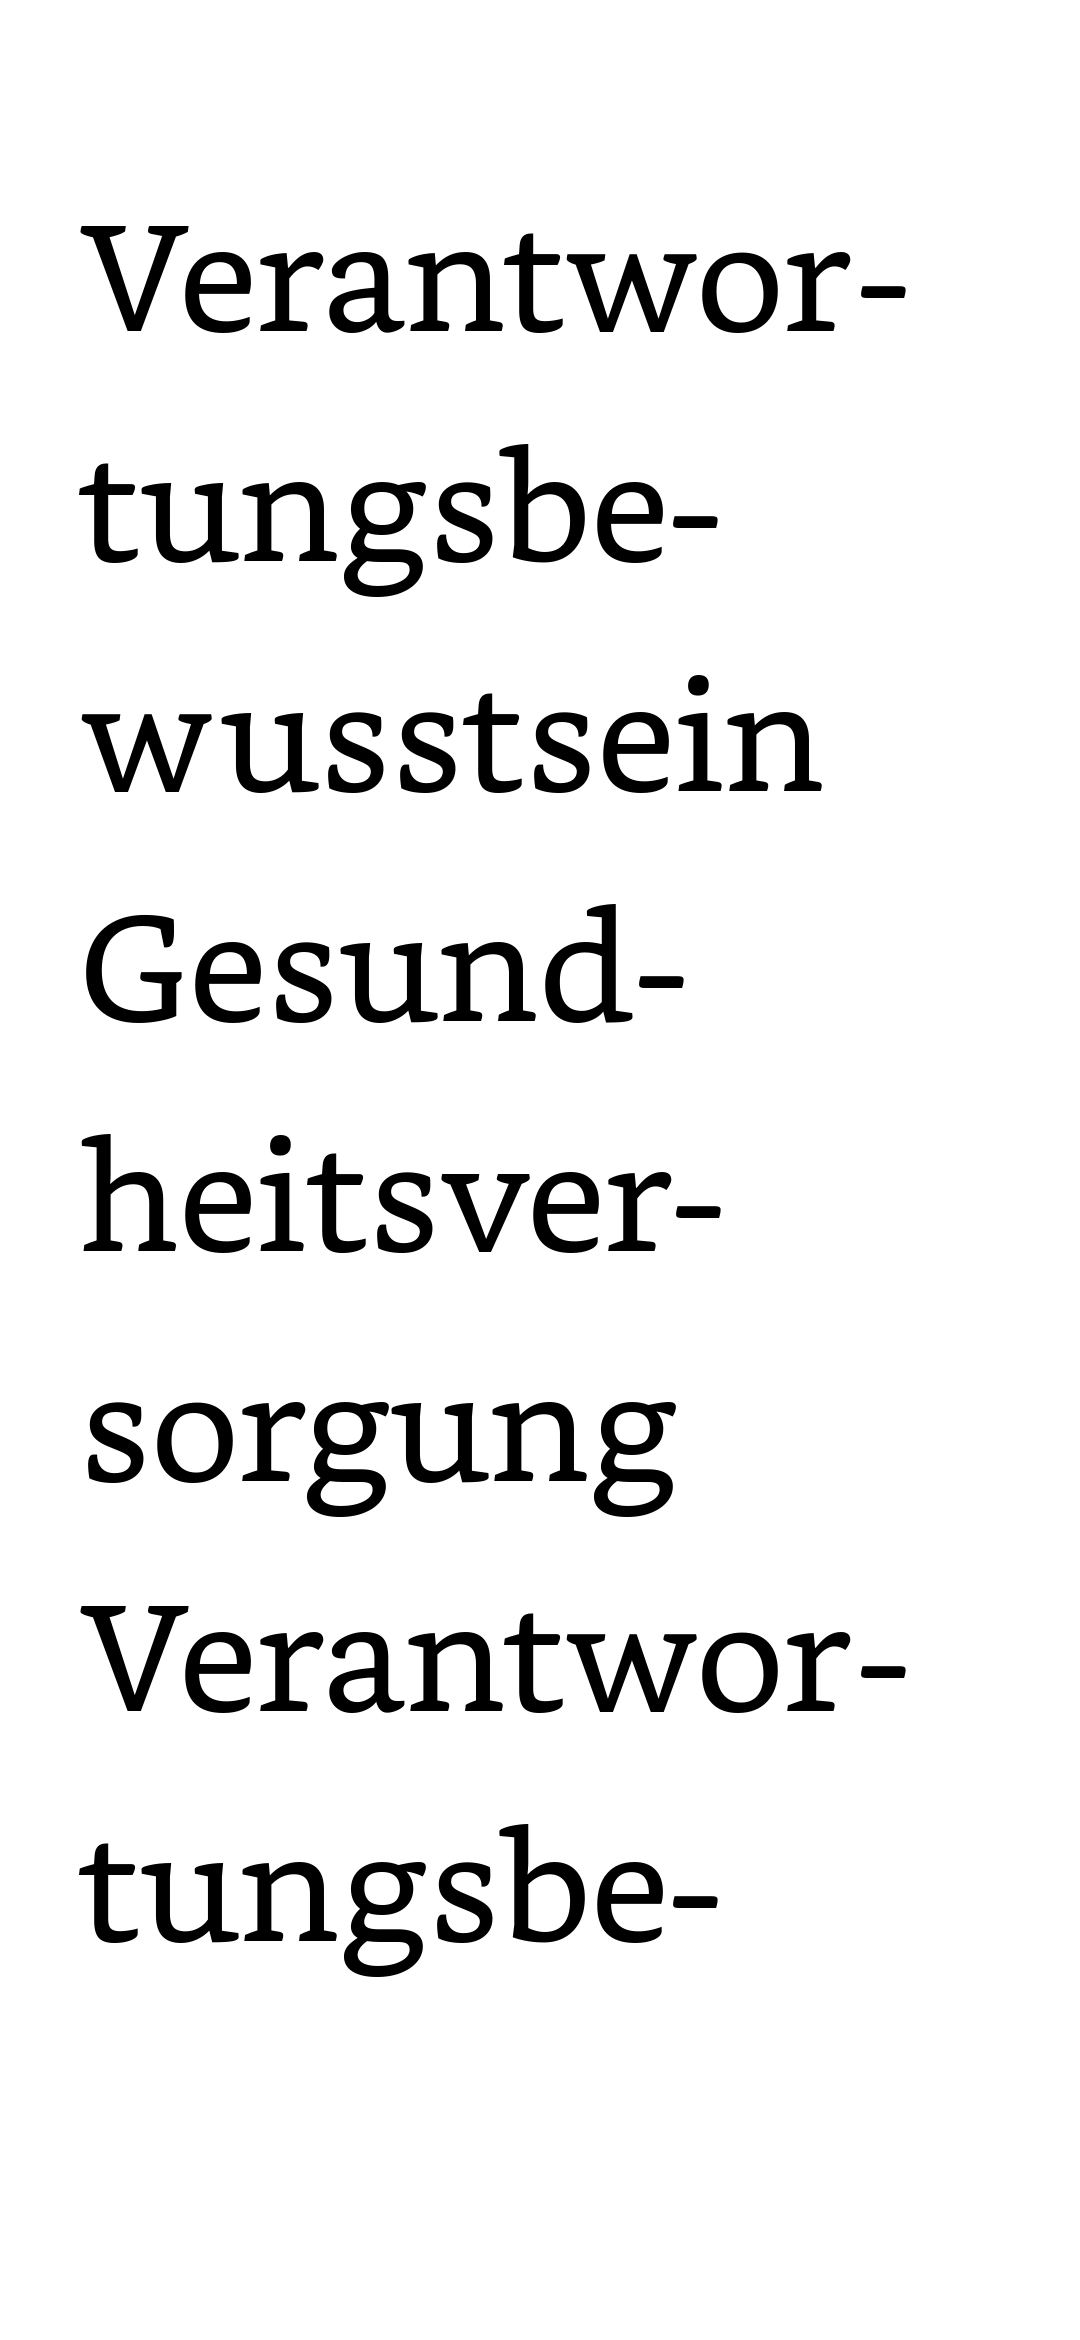 Verantwor-
tungsbe-
wusstsein
Gesund-
heitsver-
sorgung
Verantwor-
tungsbe-